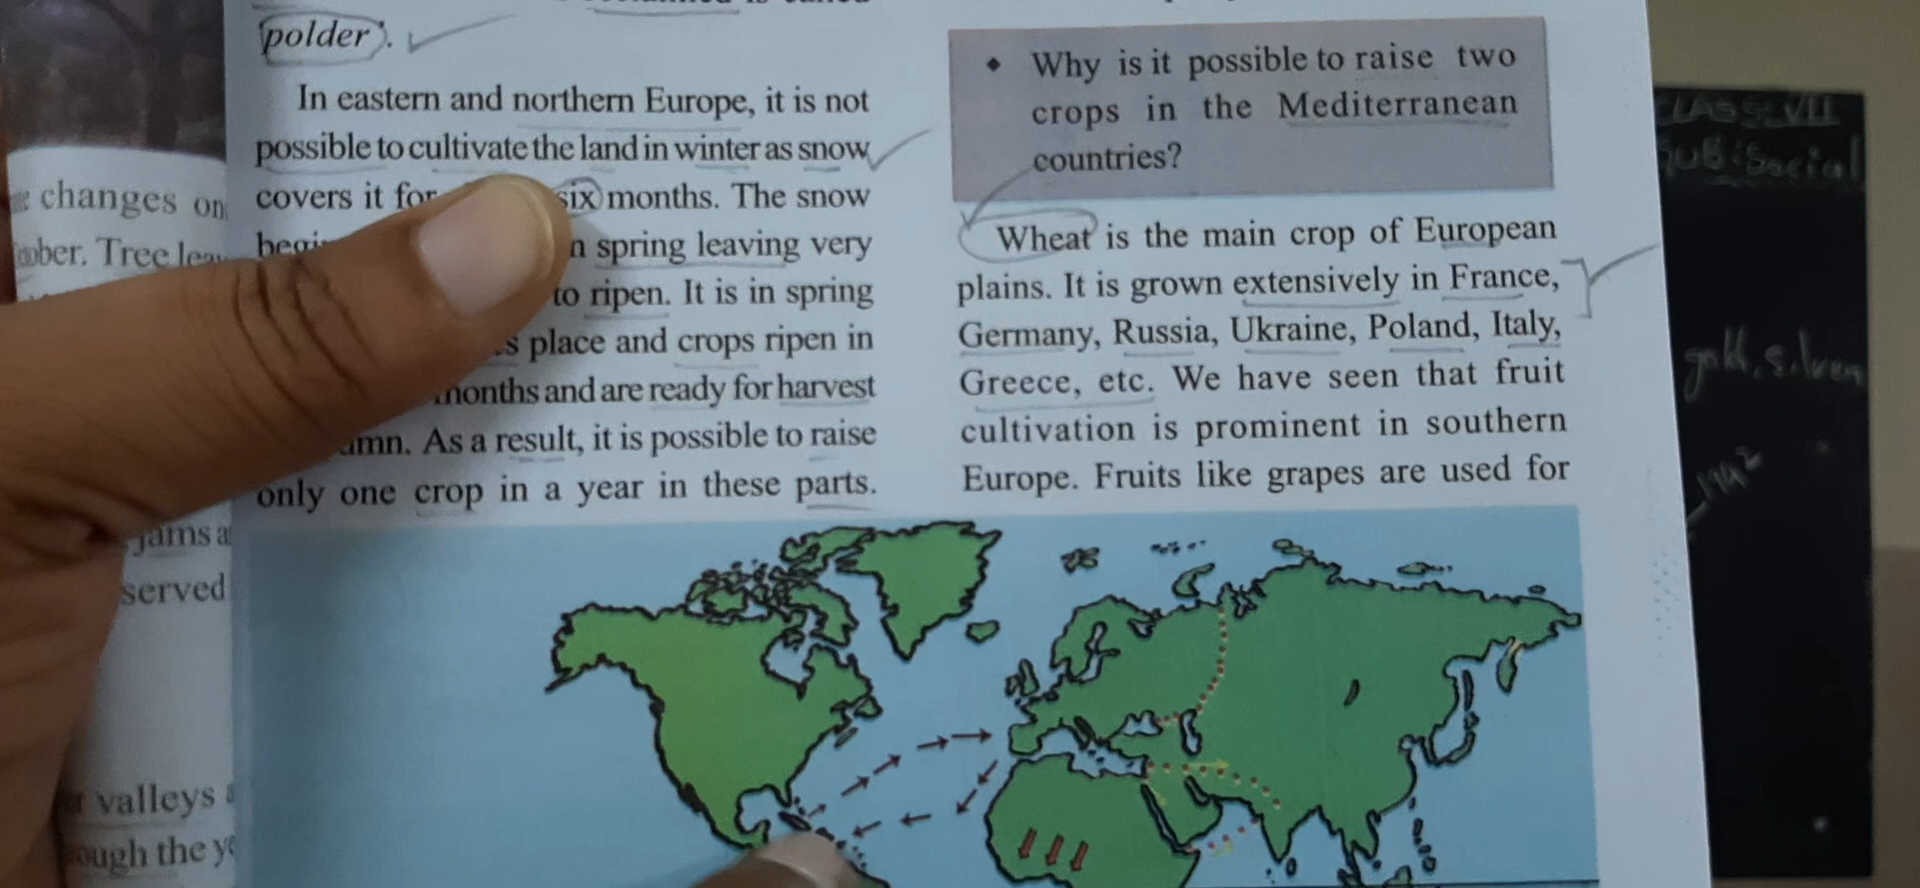 'polder'.
In eastern and northern Europe, it is not
possible to cultivate the land in winter as snow
covers it for six months. The snow
spring leaving very
to ripen. It is in spring
place and crops ripen in
months and are ready for harvest
As a result, it is possible to raise
only one crop in a year in these parts.
• Why is it possible to raise two
crops in the Mediterranean
countries?
Wheat is the main crop of European
plains. It is grown extensively in France,
Germany, Russia, Ukraine, Poland, Italy,
Greece, etc. We have seen that fruit
cultivation is prominent in southern
Europe. Fruits like grapes are used for
changes on
Tree
served
valleys
the
CLASS VII
Sub: Social
gold, silver